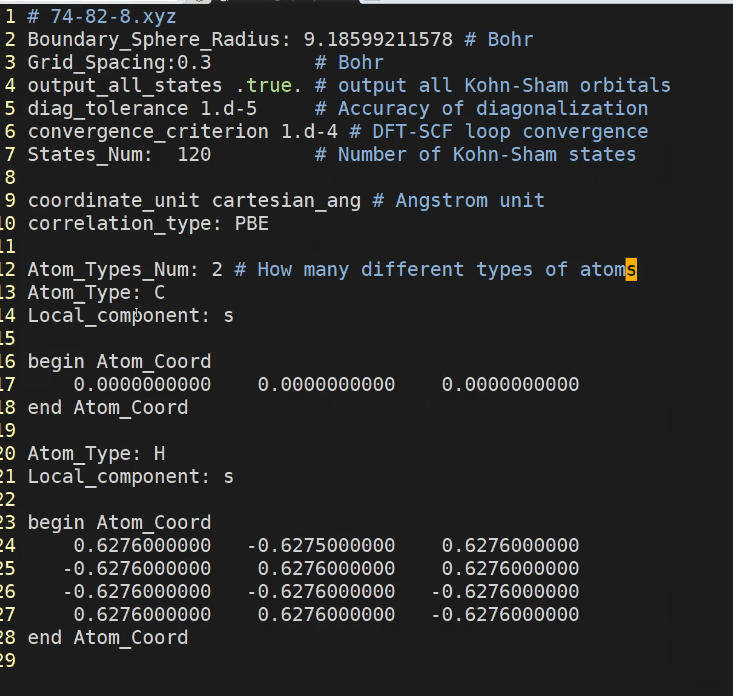 1 # 74-82-8.xyz
2 Boundary_Sphere_Radius: 9.18599211578 # Bohr
3 Grid_Spacing:0.3 # Bohr
4 output_all_states .true. # output all Kohn-Sham orbitals
5 diag_tolerance 1.d-5 # Accuracy of diagonalization
6 convergence_criterion 1.d-4 # DFT-SCF loop convergence
7 States_Num: 120 # Number of Kohn-Sham states
8
9 coordinate_unit cartesian_ang # Angstrom unit
10 correlation_type: PBE
11
12 Atom_Types_Num: 2 # How many different types of atoms
13 Atom_Type: C
14 Local_component: s
15
16 begin Atom_Coord
17 0.0000000000 0.0000000000 0.0000000000
18 end Atom_Coord
19
20 Atom_Type: H
21 Local_component: s
22
23 begin Atom_Coord
24 0.6276000000 -0.6275000000 0.6276000000
25 -0.6276000000 0.6276000000 0.6276000000
26 -0.6276000000 -0.6276000000 -0.6276000000
27 0.6276000000 0.6276000000 -0.6276000000
28 end Atom_Coord
29